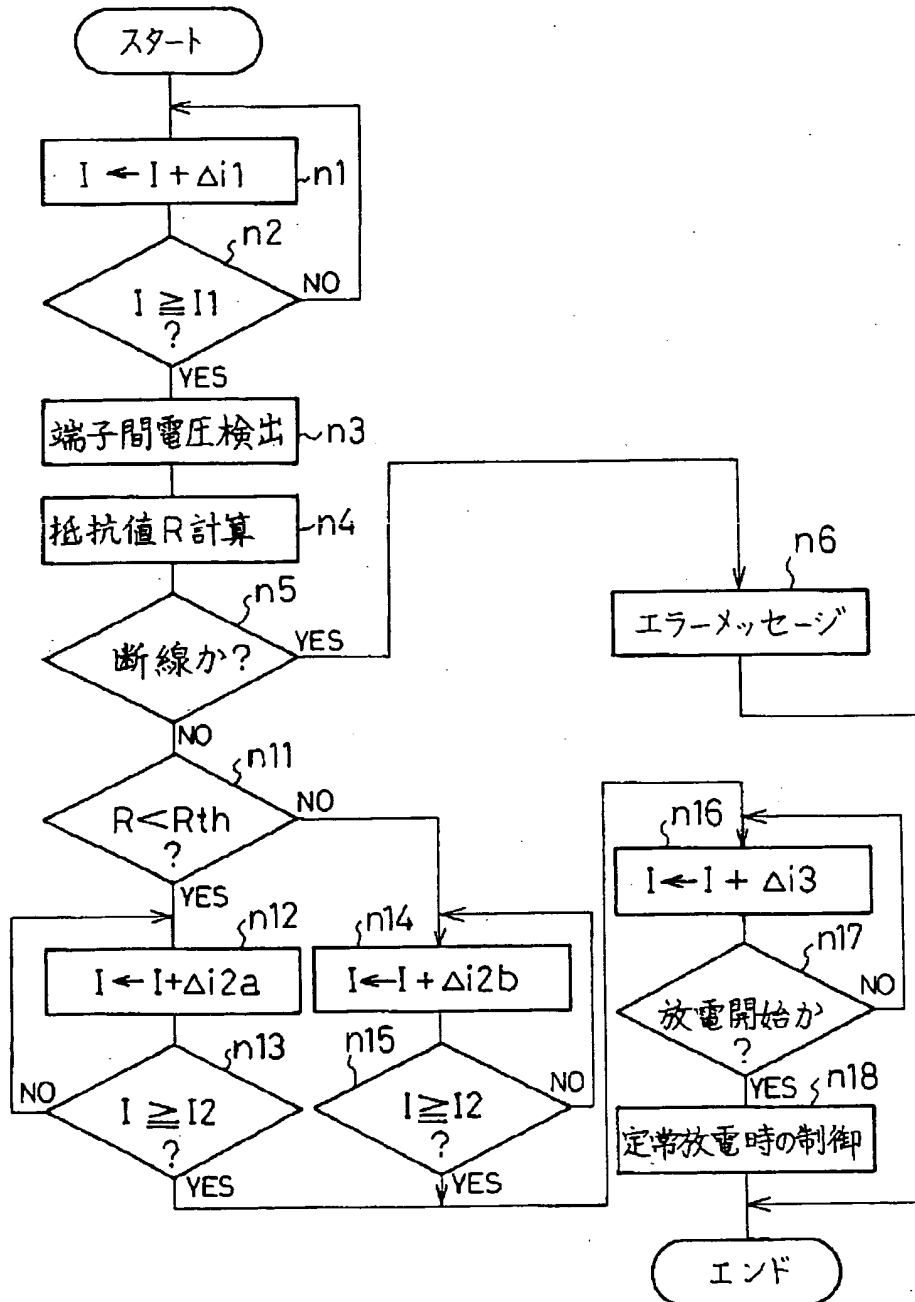 スタート
I ← I + Δi1
n1
n2
I ≧ I1
?
NO
YES
端子間電圧検出
n3
抵抗値R計算
n4
n5
断線か?
YES
NO
n6
エラーメッセージ
n11
R<Rth
?
NO
YES
n12
I ← I+Δi2a
n13
I ≧ I2
?
NO
YES
n14
I ← I + Δi2b
n15
I ≧ I2
?
NO
YES
n16
I ← I + Δi3
n17
放電開始か
?
NO
YES
n18
定常放電時の制御
エンド